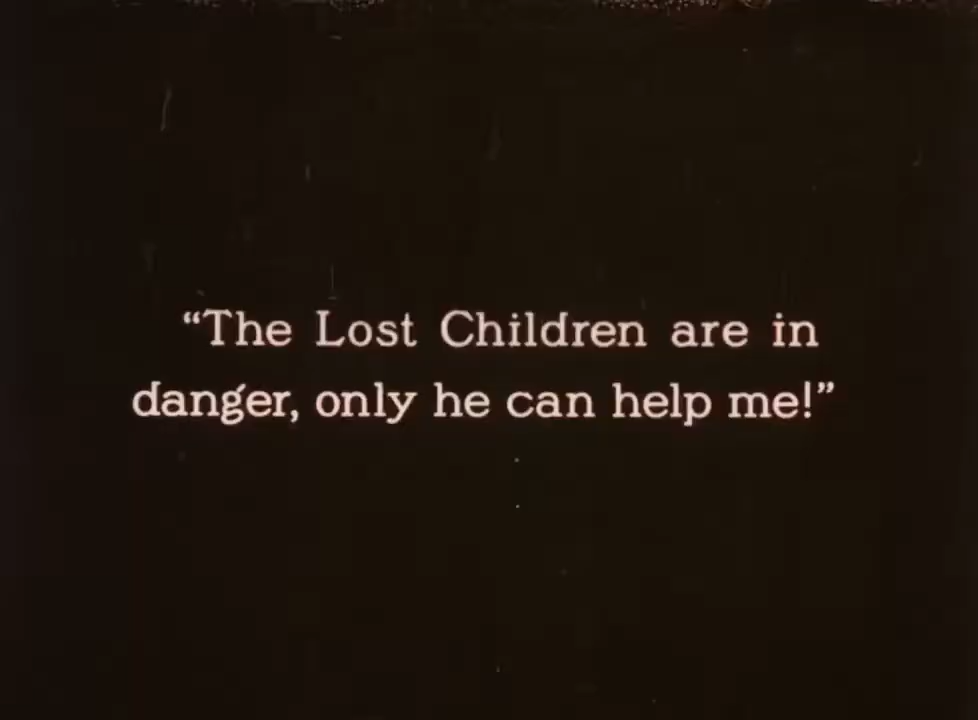 “The Lost Children are in
danger, only he can help me!”